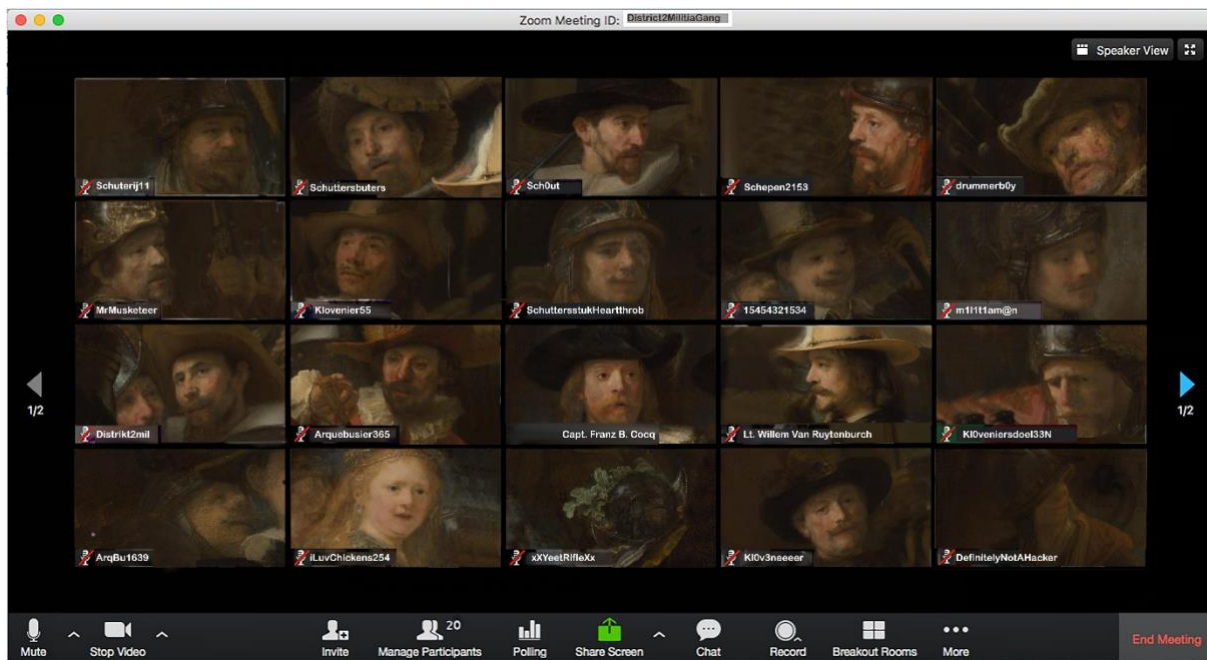 Zoom Meeting ID: District2MilitiaGang
Speaker View
Schuterij11
Schuttersbuters
Sch0ut
Schepen2153
drummerb0y
MrMusketeer
Klovenier55
SchuttersstukHeartthrob
15454321534
m1l1t1am@n
1/2
1/2
Distrikt2mil
Arquebusier365
Capt. Franz B. Cocq
Lt. Willem Van Ruytenburch
Kl0veniersdoel33N
ArqBu1639
iLuvChickens254
xXYeetRifleXx
Kl0v3neeeer
DefinitelyNotAHacker
Mute
Stop Video
Invite
20
Manage Participants
Polling
Share Screen
Chat
Record
Breakout Rooms
More
End Meeting